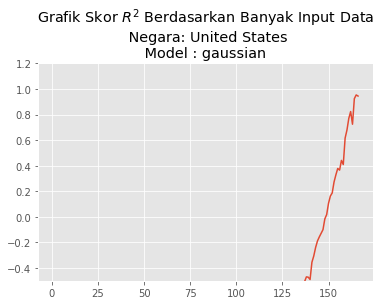 Grafik Skor R² Berdasarkan Banyak Input Data
Negara: United States
Model : gaussian
1.2
1.0
0.8
0.6
0.4
0.2
0.0
−0.2
−0.4
0 25 50 75 100 125 150